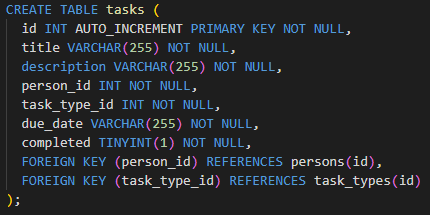 CREATE TABLE tasks (
  id INT AUTO_INCREMENT PRIMARY KEY NOT NULL,
  title VARCHAR(255) NOT NULL,
  description VARCHAR(255) NOT NULL,
  person_id INT NOT NULL,
  task_type_id INT NOT NULL,
  due_date VARCHAR(255) NOT NULL,
  completed TINYINT(1) NOT NULL,
  FOREIGN KEY (person_id) REFERENCES persons(id),
  FOREIGN KEY (task_type_id) REFERENCES task_types(id)
);